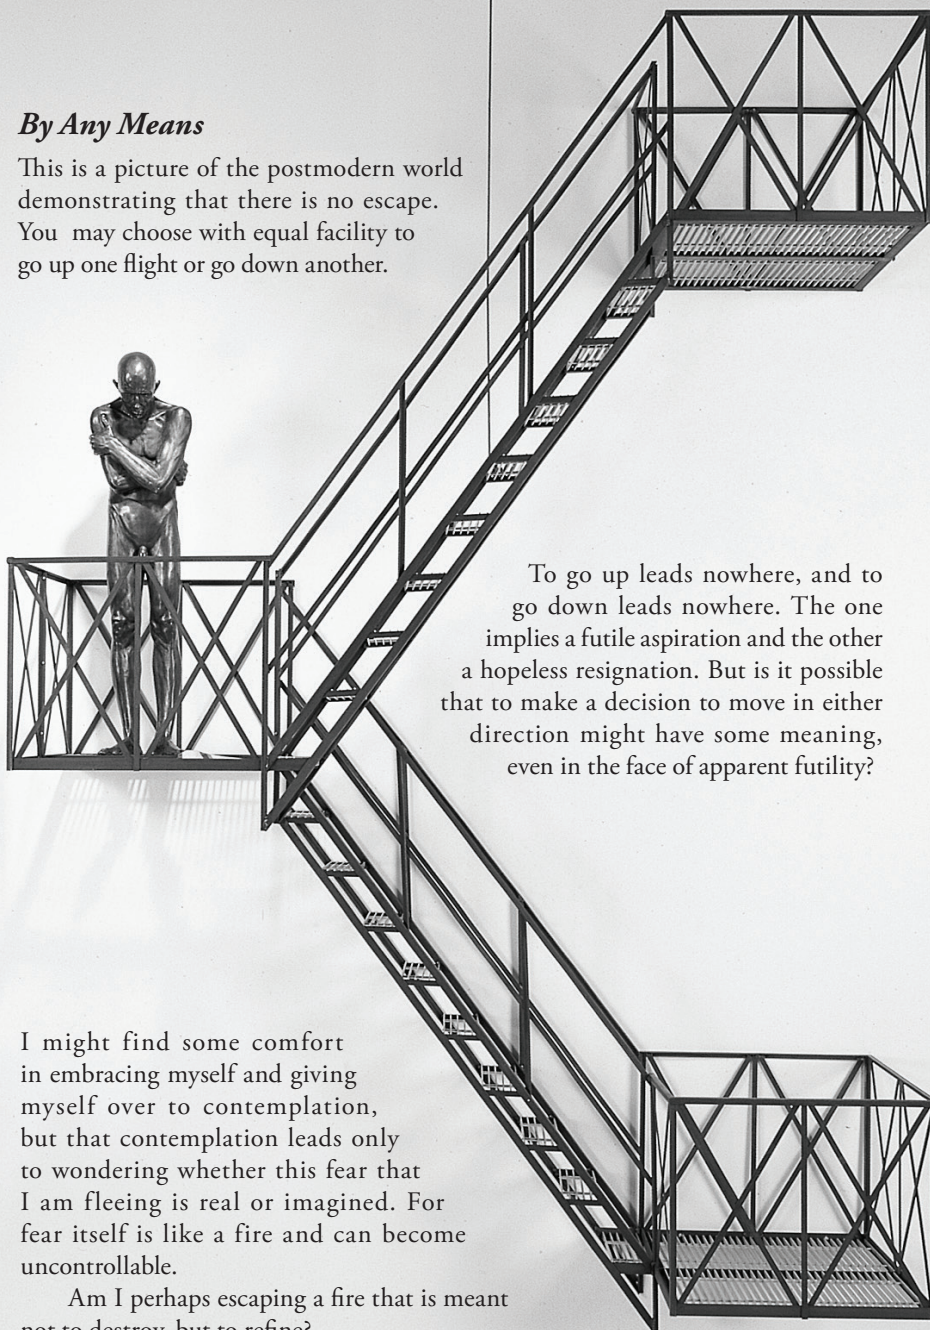 By Any Means
This is a picture of the postmodern world
demonstrating that there is no escape.
You may choose with equal facility to
go up one flight or go down another.
To go up leads nowhere, and to
go down leads nowhere. The one
implies a futile aspiration and the other
a hopeless resignation. But is it possible
that to make a decision to move in either
direction might have some meaning,
even in the face of apparent futility?
I might find some comfort
in embracing myself and giving
myself over to contemplation,
but that contemplation leads only
to wondering whether this fear that
I am fleeing is real or imagined. For
fear itself is like a fire and can become
uncontrollable.
Am I perhaps escaping a fire that is meant
not to destroy, but to refine?